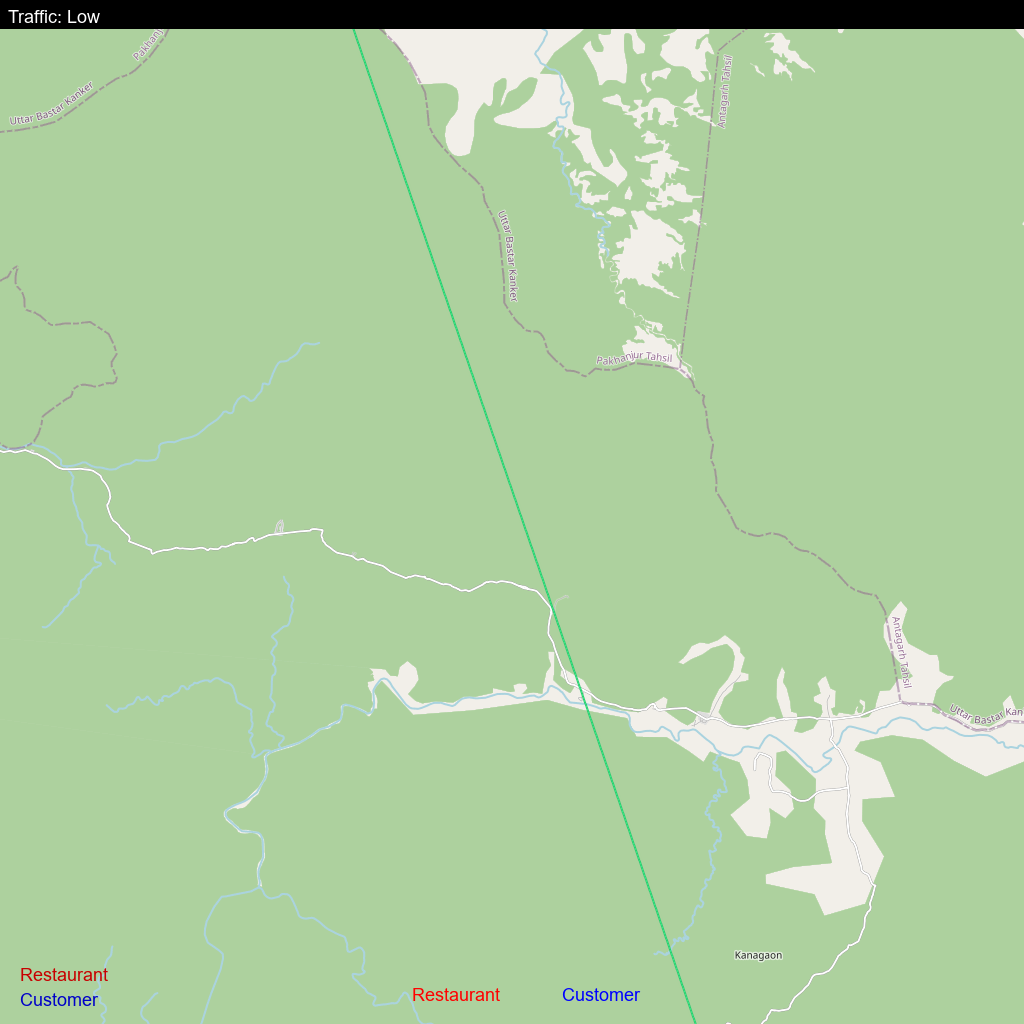 Traffic: Low
Pakhanj
Uttar Bastar Kanker
Antagarh Tahsil
Uttar Bastar Kanker
Pakhanjur Tahsil
Antagarh Tahsil
Uttar Bastar Kan
Kanagaon
Restaurant
Customer
Restaurant
Customer